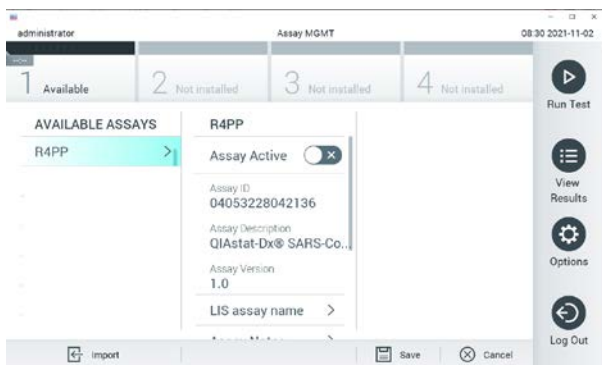 administrator Assay MGMT 08:30 2021-11-02
1 Available 2 Not installed 3 Not installed 4 Not installed
Run Test
AVAILABLE ASSAYS
R4PP
R4PP
Assay Active
Assay ID
04053228042136
Assay Description
QIAstat-Dx® SARS-Co...
Assay Version
1.0
LIS assay name
View
Results
Options
Log Out
Import
Save
Cancel